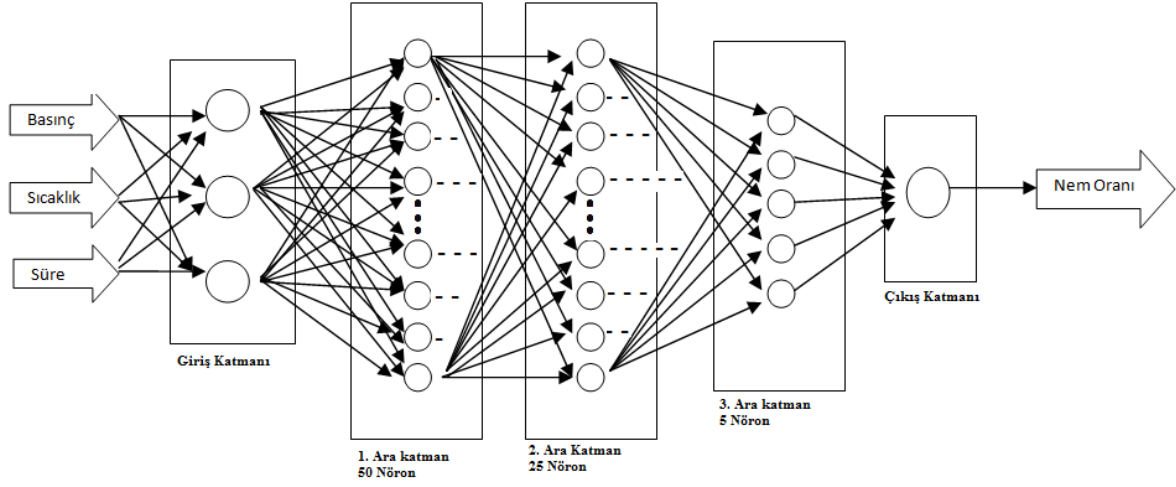 Basınç
Sıcaklık
Süre
Giriş Katmanı
1. Ara katman
50 Nöron
2. Ara Katman
25 Nöron
3. Ara katman
5 Nöron
Çıkış Katmanı
Nem Oranı